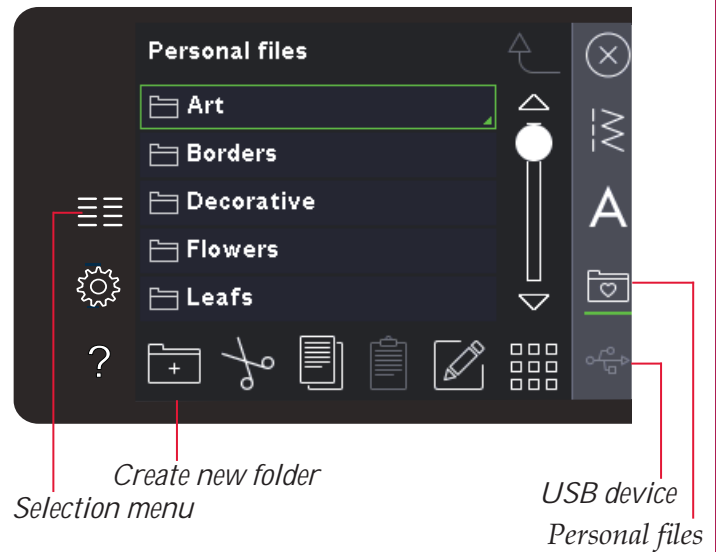 Personal files
Art
Borders
Decorative
Flowers
Leafs
A
?
Create new folder
Selection menu
USB device
Personal files